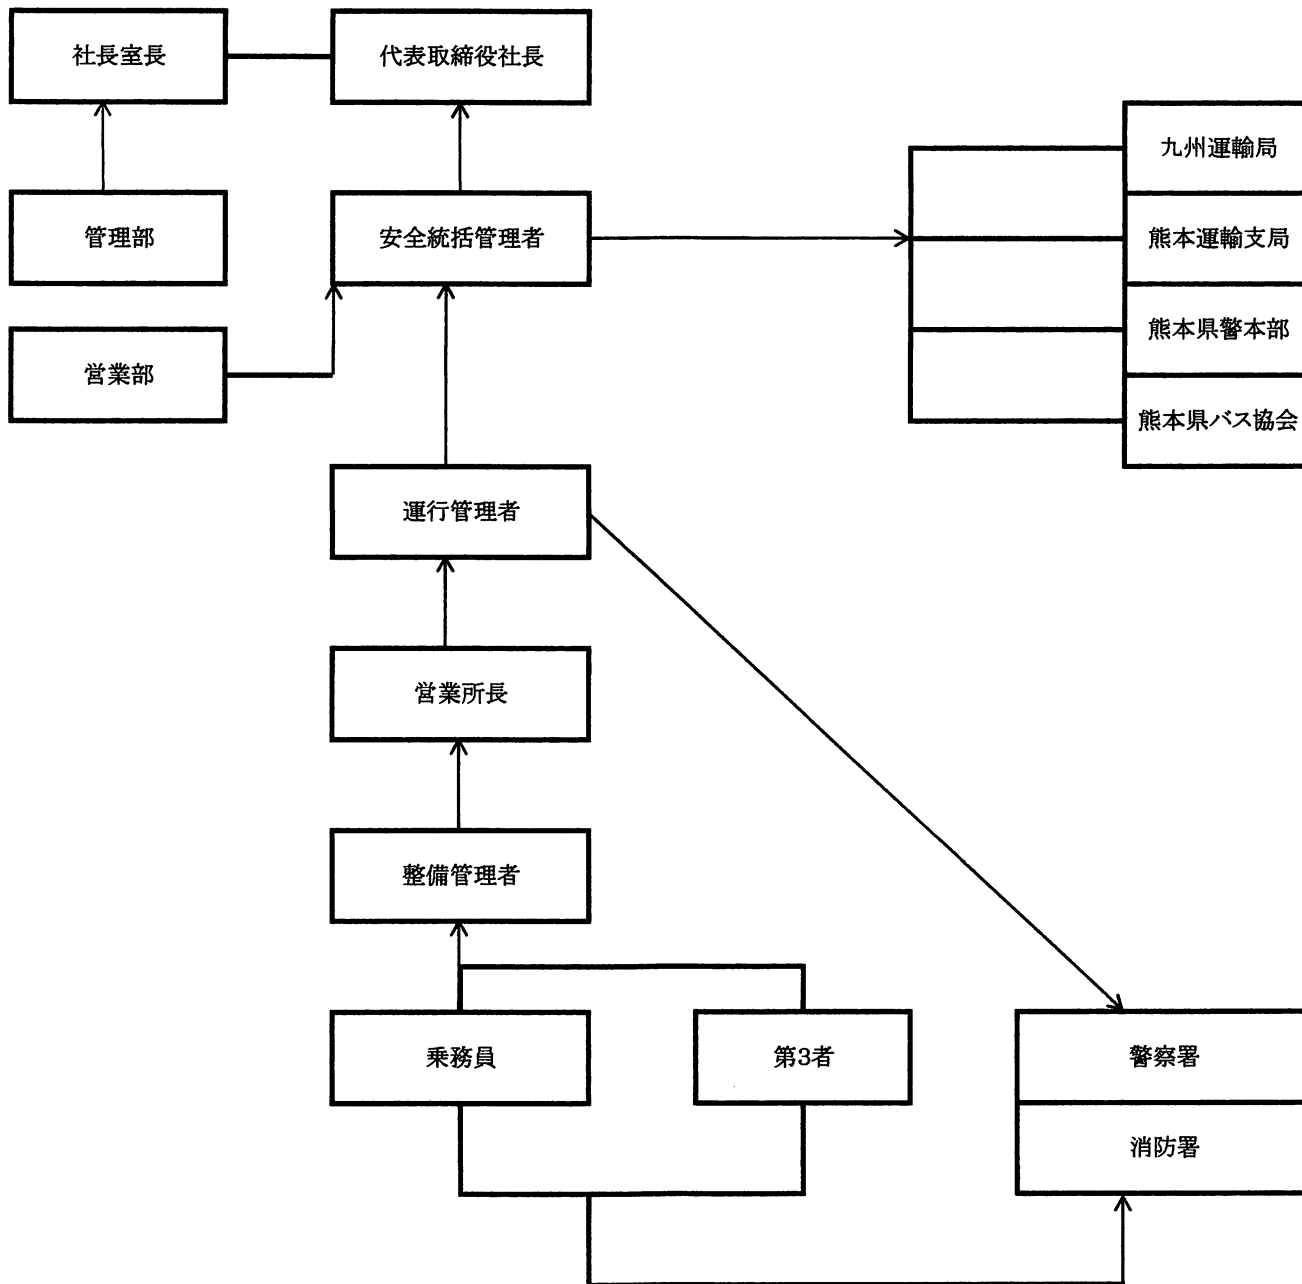 社長室長
代表取締役社長
九州運輸局
管理部
安全統括管理者
熊本運輸支局
熊本県警本部
営業部
熊本県バス協会
運行管理者
営業所長
整備管理者
乗務員
第3者
警察署
消防署